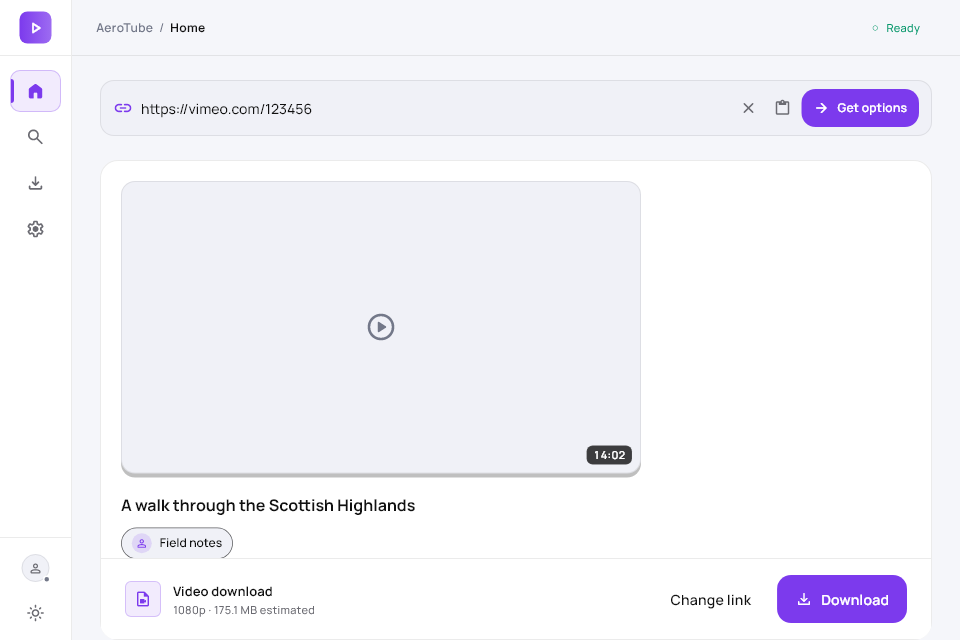 AeroTube / Home
Ready
https://vimeo.com/123456
Get options
14:02
A walk through the Scottish Highlands
Field notes
Video download
1080p · 175.1 MB estimated
Change link
Download